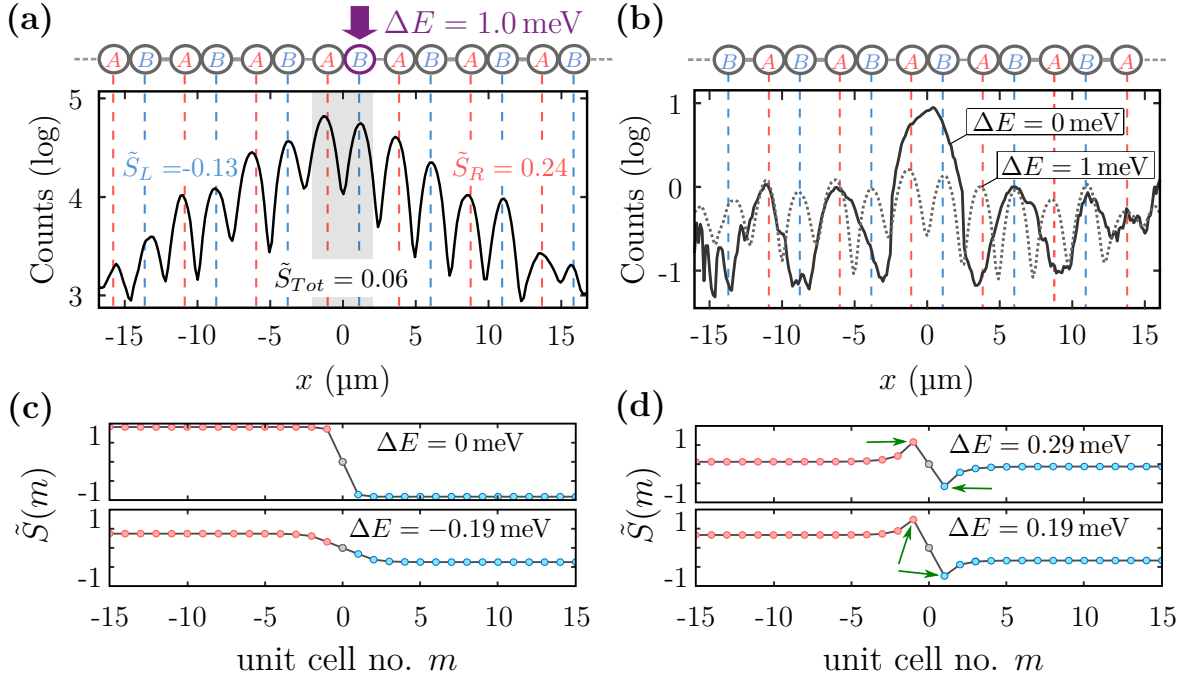 (a)
ΔE = 1.0 meV
A B A B A B A B A B A B A B
5
4
3
Counts (log)
S̃_L =-0.13
S̃_R = 0.24
S̃_Tot = 0.06
-15 -10 -5 0 5 10 15
x (µm)
(b)
B A B A B A B A B A B A
1
0
-1
Counts (log)
ΔE = 0 meV
ΔE = 1 meV
-15 -10 -5 0 5 10 15
x (µm)
(c)
S̃(m)
1
-1
ΔE = 0 meV
1
-1
ΔE = −0.19 meV
-15 -10 -5 0 5 10 15
unit cell no. m
(d)
S̃(m)
1
-1
ΔE = 0.29 meV
1
-1
ΔE = 0.19 meV
-15 -10 -5 0 5 10 15
unit cell no. m